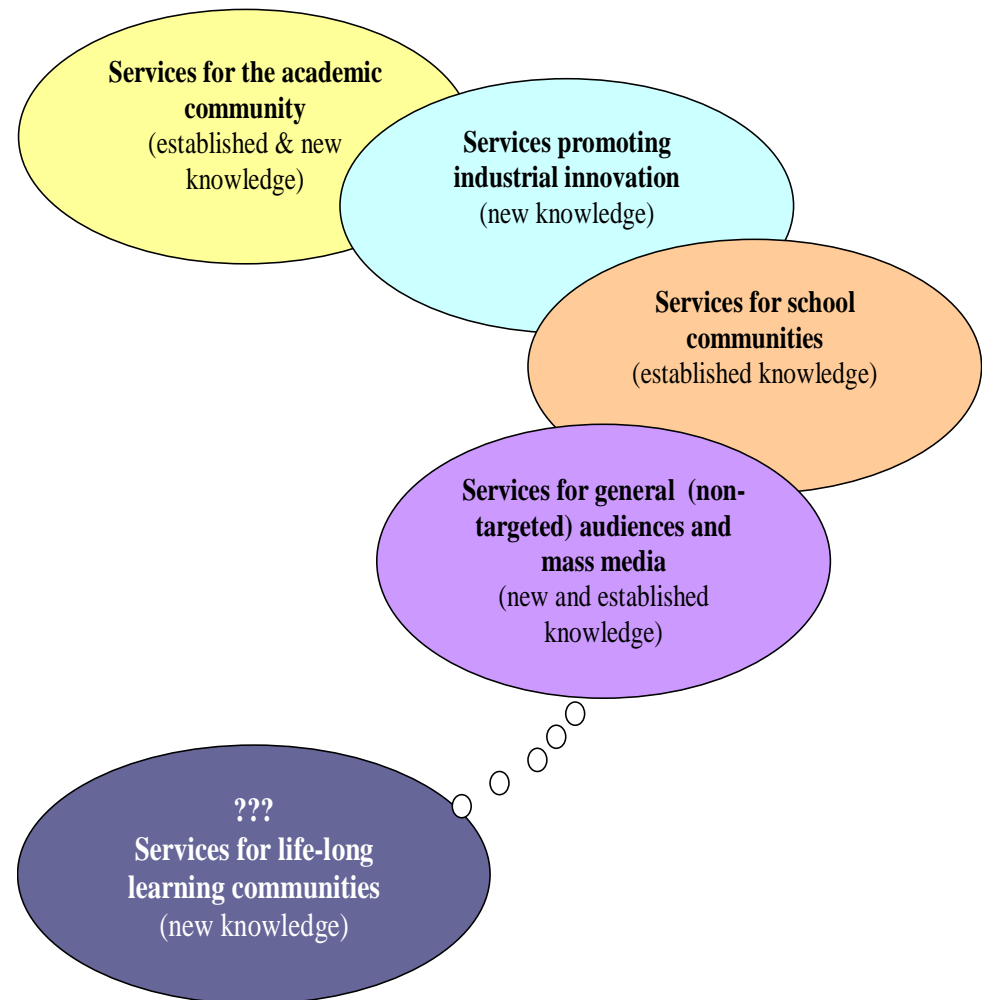 Services for the academic
community
(established & new
knowledge)
Services promoting
industrial innovation
(new knowledge)
Services for school
communities
(established knowledge)
Services for general (non-
targeted) audiences and
mass media
(new and established
knowledge)
???
Services for life-long
learning communities
(new knowledge)